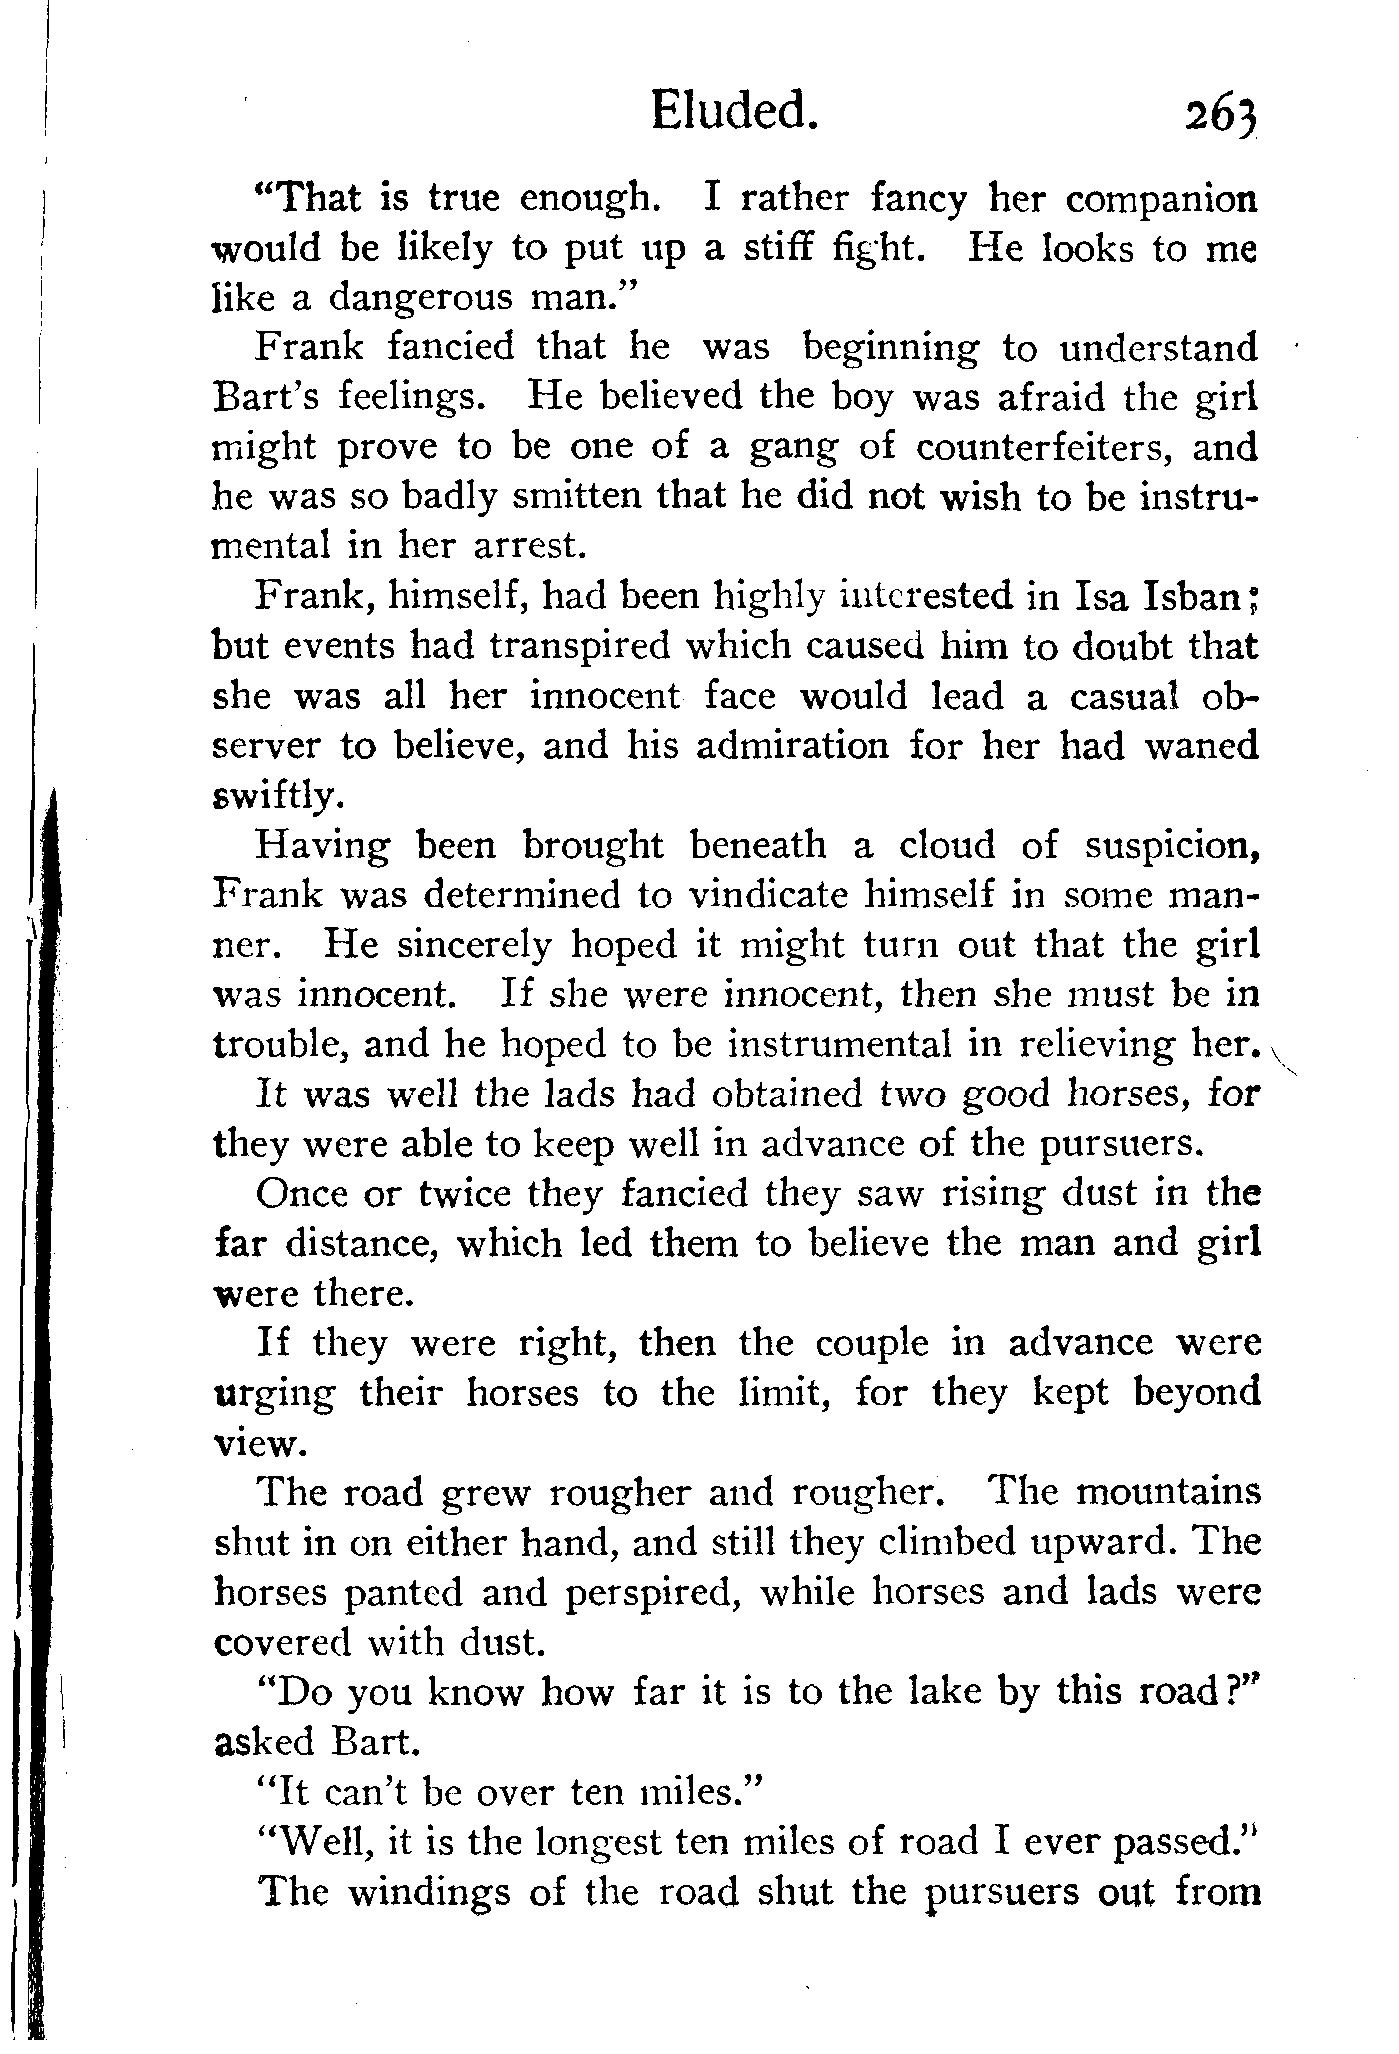 Eluded. 263
“That is true enough. I rather fancy her companion
would be likely to put up a stiff fight. He looks to me
like a dangerous man.”
Frank fancied that he was beginning to understand
Bart’s feelings. He believed the boy was afraid the girl
might prove to be one of a gang of counterfeiters, and
he was so badly smitten that he did not wish to be instru-
mental in her arrest.
Frank, himself, had been highly interested in Isa Isban;
but events had transpired which caused him to doubt that
she was all her innocent face would lead a casual ob-
server to believe, and his admiration for her had waned
swiftly.
Having been brought beneath a cloud of suspicion,
Frank was determined to vindicate himself in some man-
ner. He sincerely hoped it might turn out that the girl
was innocent. If she were innocent, then she must be in
trouble, and he hoped to be instrumental in relieving her.
It was well the lads had obtained two good horses, for
they were able to keep well in advance of the pursuers.
Once or twice they fancied they saw rising dust in the
far distance, which led them to believe the man and girl
were there.
If they were right, then the couple in advance were
urging their horses to the limit, for they kept beyond
view.
The road grew rougher and rougher. The mountains
shut in on either hand, and still they climbed upward. The
horses panted and perspired, while horses and lads were
covered with dust.
“Do you know how far it is to the lake by this road?”
asked Bart.
“It can’t be over ten miles.”
“Well, it is the longest ten miles of road I ever passed.”
The windings of the road shut the pursuers out from